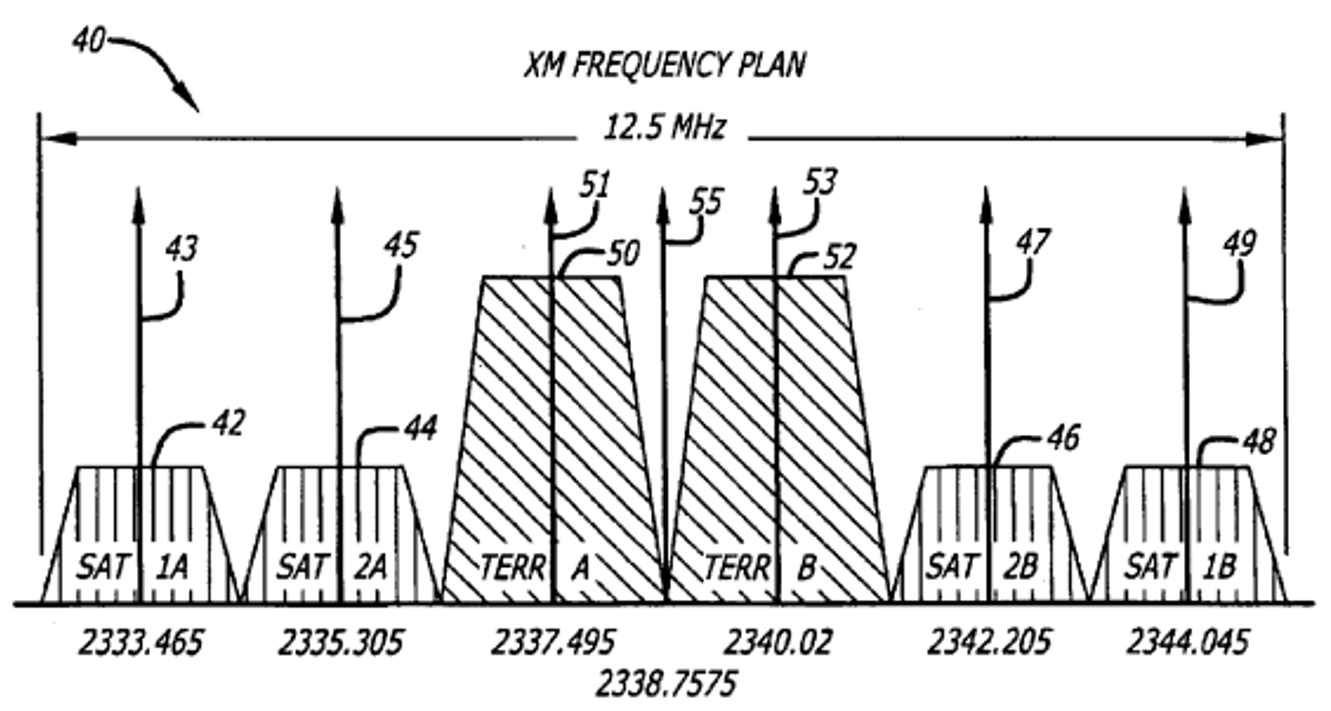 40
XM FREQUENCY PLAN
12.5 MHz
51
53
55
43
45
47
49
50
52
42
44
46
48
SAT 1A
SAT 2A
TERR A
TERR B
SAT 2B
SAT 1B
2333.465
2335.305
2337.495
2340.02
2342.205
2344.045
2338.7575